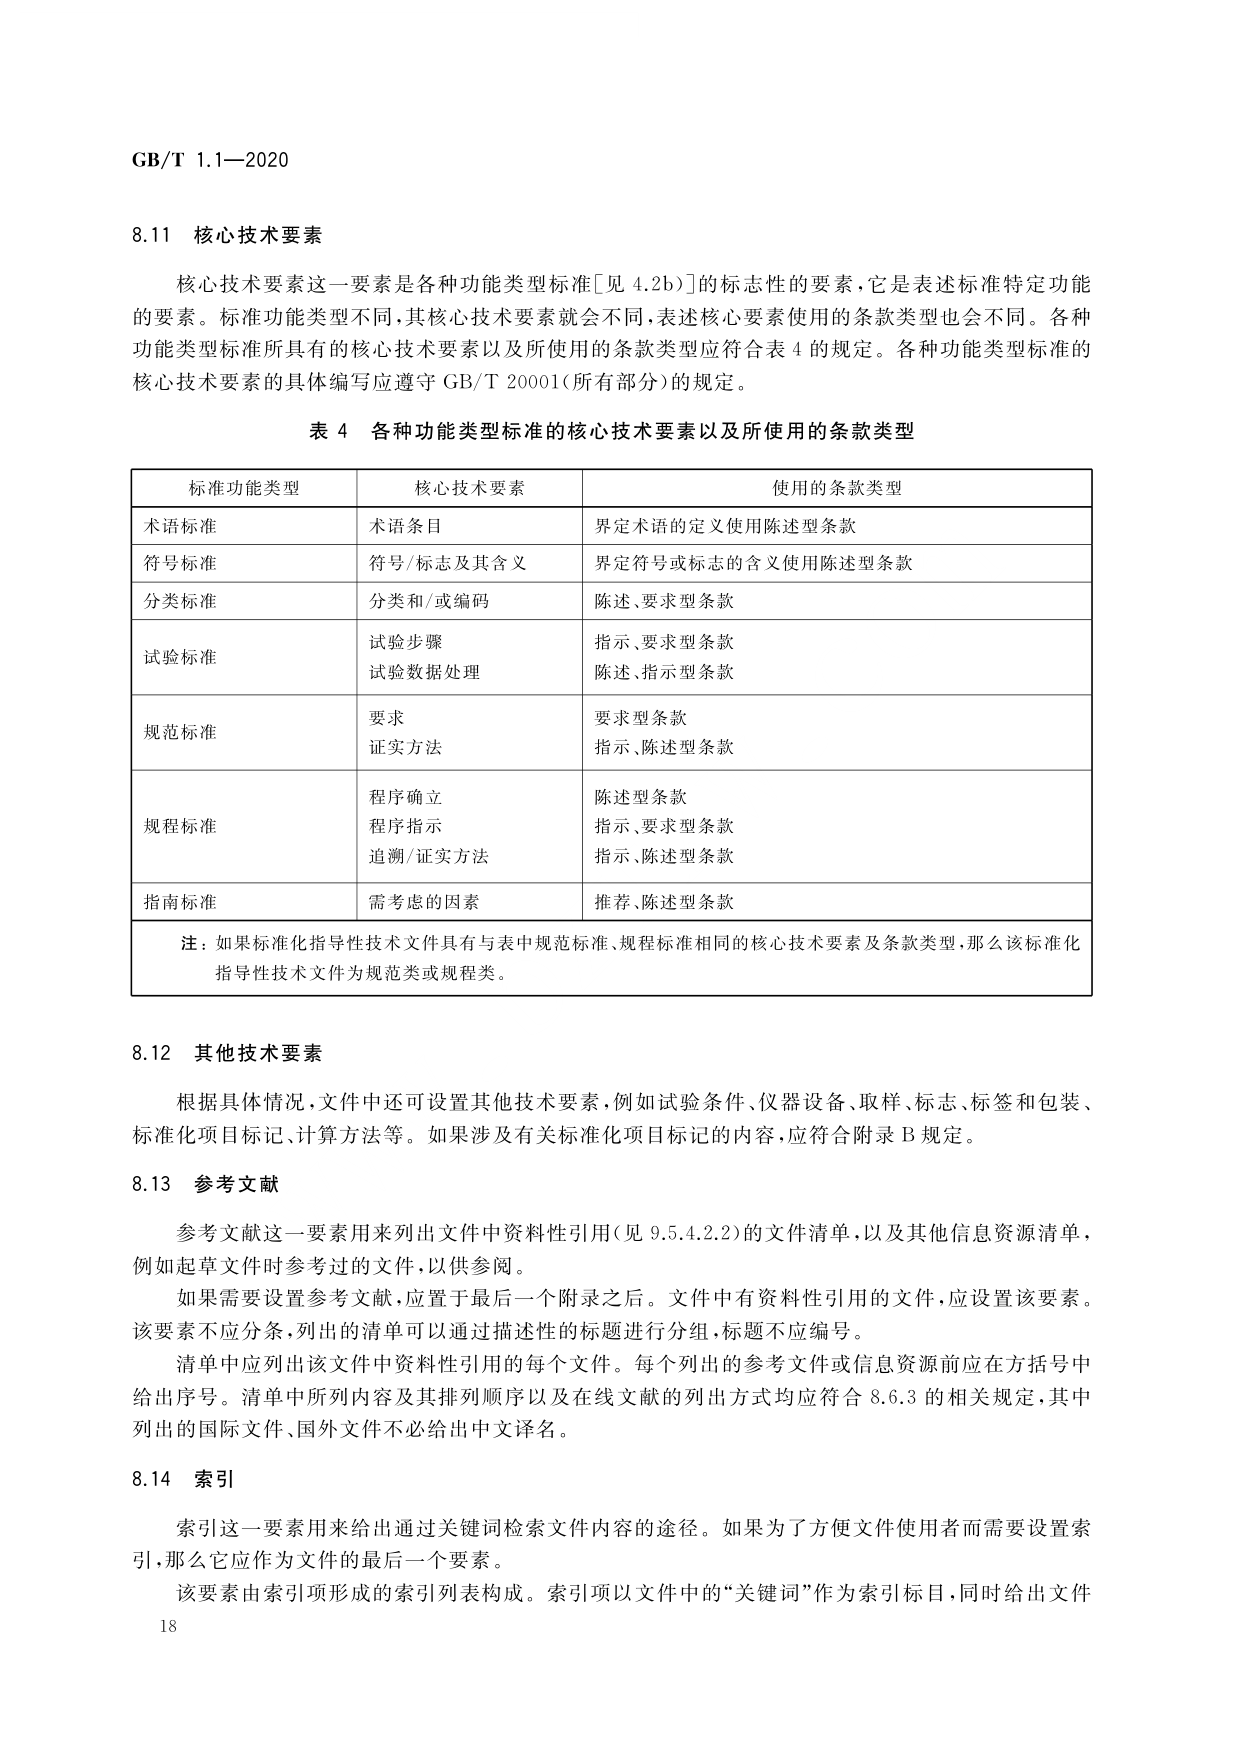 GB/T 1.1—2020
8.11 核心技术要素
核心技术要素这一要素是各种功能类型标准[见 4.2b)]的标志性的要素,它是表述标准特定功能
的要素。标准功能类型不同,其核心技术要素就会不同,表述核心要素使用的条款类型也会不同。各种
功能类型标准所具有的核心技术要素以及所使用的条款类型应符合表 4 的规定。各种功能类型标准的
核心技术要素的具体编写应遵守 GB/T 20001(所有部分)的规定。
表 4 各种功能类型标准的核心技术要素以及所使用的条款类型
标准功能类型 核心技术要素 使用的条款类型
术语标准 术语条目 界定术语的定义使用陈述型条款
符号标准 符号/标志及其含义 界定符号或标志的含义使用陈述型条款
分类标准 分类和/或编码 陈述、要求型条款
试验标准
试验步骤 指示、要求型条款
试验数据处理 陈述、指示型条款
规范标准
要求 要求型条款
证实方法 指示、陈述型条款
规程标准
程序确立 陈述型条款
程序指示 指示、要求型条款
追溯/证实方法 指示、陈述型条款
指南标准 需考虑的因素 推荐、陈述型条款
注:如果标准化指导性技术文件具有与表中规范标准、规程标准相同的核心技术要素及条款类型,那么该标准化
指导性技术文件为规范类或规程类。
8.12 其他技术要素
根据具体情况,文件中还可设置其他技术要素,例如试验条件、仪器设备、取样、标志、标签和包装、
标准化项目标记、计算方法等。如果涉及有关标准化项目标记的内容,应符合附录 B 规定。
8.13 参考文献
参考文献这一要素用来列出文件中资料性引用(见 9.5.4.2.2)的文件清单,以及其他信息资源清单,
例如起草文件时参考过的文件,以供参阅。
如果需要设置参考文献,应置于最后一个附录之后。文件中有资料性引用的文件,应设置该要素。
该要素不应分条,列出的清单可以通过描述性的标题进行分组,标题不应编号。
清单中应列出该文件中资料性引用的每个文件。每个列出的参考文件或信息资源前应在方括号中
给出序号。清单中所列内容及其排列顺序以及在线文献的列出方式均应符合 8.6.3 的相关规定,其中
列出的国际文件、国外文件不必给出中文译名。
8.14 索引
索引这一要素用来给出通过关键词检索文件内容的途径。如果为了方便文件使用者而需要设置索
引,那么它应作为文件的最后一个要素。
该要素由索引项形成的索引列表构成。索引项以文件中的“关键词”作为索引标目,同时给出文件
18